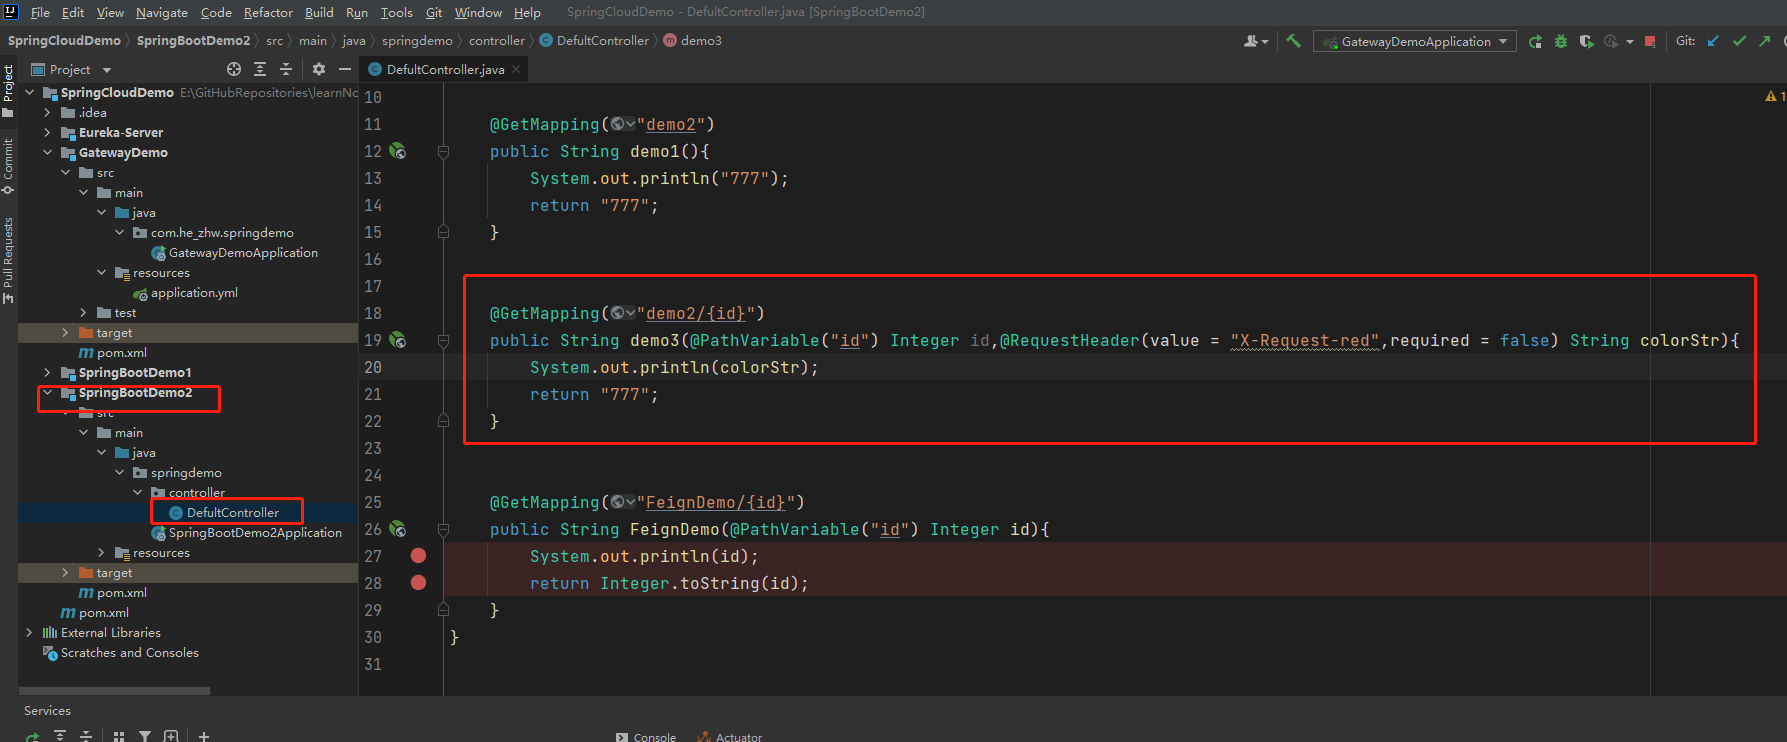 File Edit View Navigate Code Refactor Build Run Tools Git Window Help SpringCloudDemo - DefultController.java [SpringBootDemo2]
SpringCloudDemo SpringBootDemo2 src main java springdemo controller DefultController demo3 GatewayDemoApplication Git:
Project
DefultController.java
Project
Commit
Pull Requests
SpringCloudDemo E:\GitHubRepositories\learnNo
.idea
Eureka-Server
GatewayDemo
src
main
java
com.he_zhw.springdemo
GatewayDemoApplication
resources
application.yml
test
target
pom.xml
SpringBootDemo1
SpringBootDemo2
src
main
java
springdemo
controller
DefultController
SpringBootDemo2Application
resources
target
pom.xml
pom.xml
External Libraries
Scratches and Consoles
1
10
11 @GetMapping("demo2")
12 public String demo1(){
13 System.out.println("777");
14 return "777";
15 }
16
17
18 @GetMapping("demo2/{id}")
19 public String demo3(@PathVariable("id") Integer id,@RequestHeader(value = "X-Request-red",required = false) String colorStr){
20 System.out.println(colorStr);
21 return "777";
22 }
23
24
25 @GetMapping("FeignDemo/{id}")
26 public String FeignDemo(@PathVariable("id") Integer id){
27 System.out.println(id);
28 return Integer.toString(id);
29 }
30 }
31
Services
Console Actuator